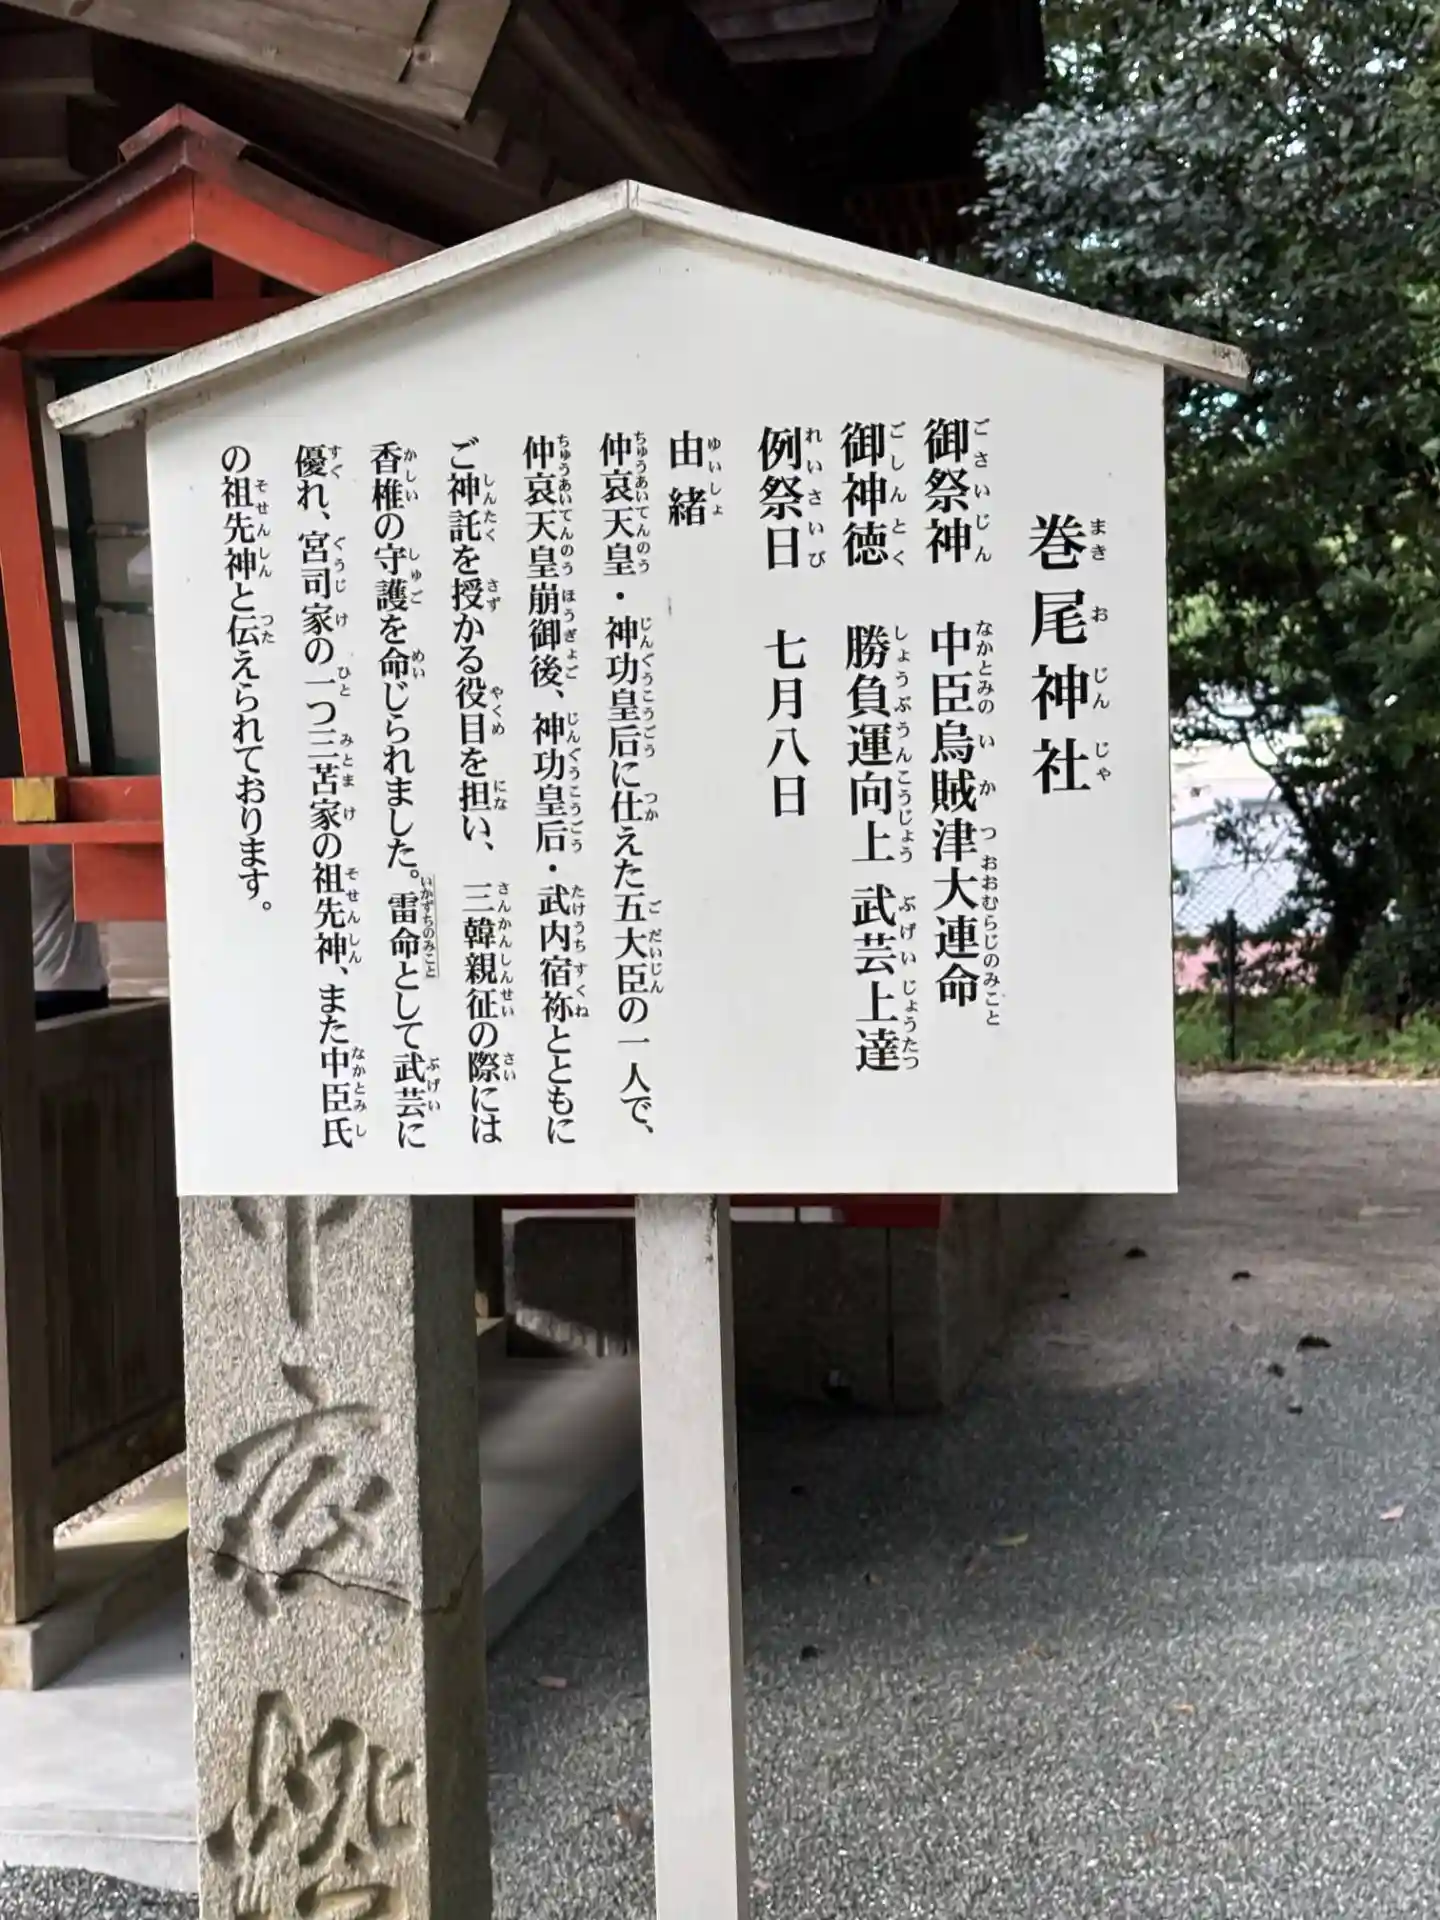 巻尾神社
御祭神 中臣烏賊津大連命
御神徳 勝負運向上 武芸上達
例祭日 七月八日
由緒
仲哀天皇・神功皇后に仕えた五大臣の一人で、
仲哀天皇崩御後、神功皇后・武内宿祢とともに
ご神託を授かる役目を担い、三韓親征の際には
香椎の守護を命じられました。雷命として武芸に
優れ、宮司家の一つ三苫家の祖先神、また中臣氏
の祖先神と伝えられております。